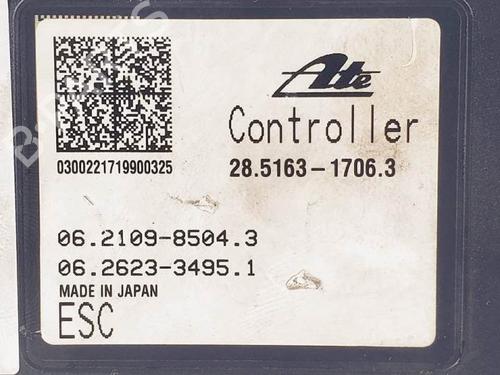 Ate
Controller
0300221719900325
28.5163-1706.3
06.2109-8504.3
06.2623-3495.1
MADE IN JAPAN
ESC